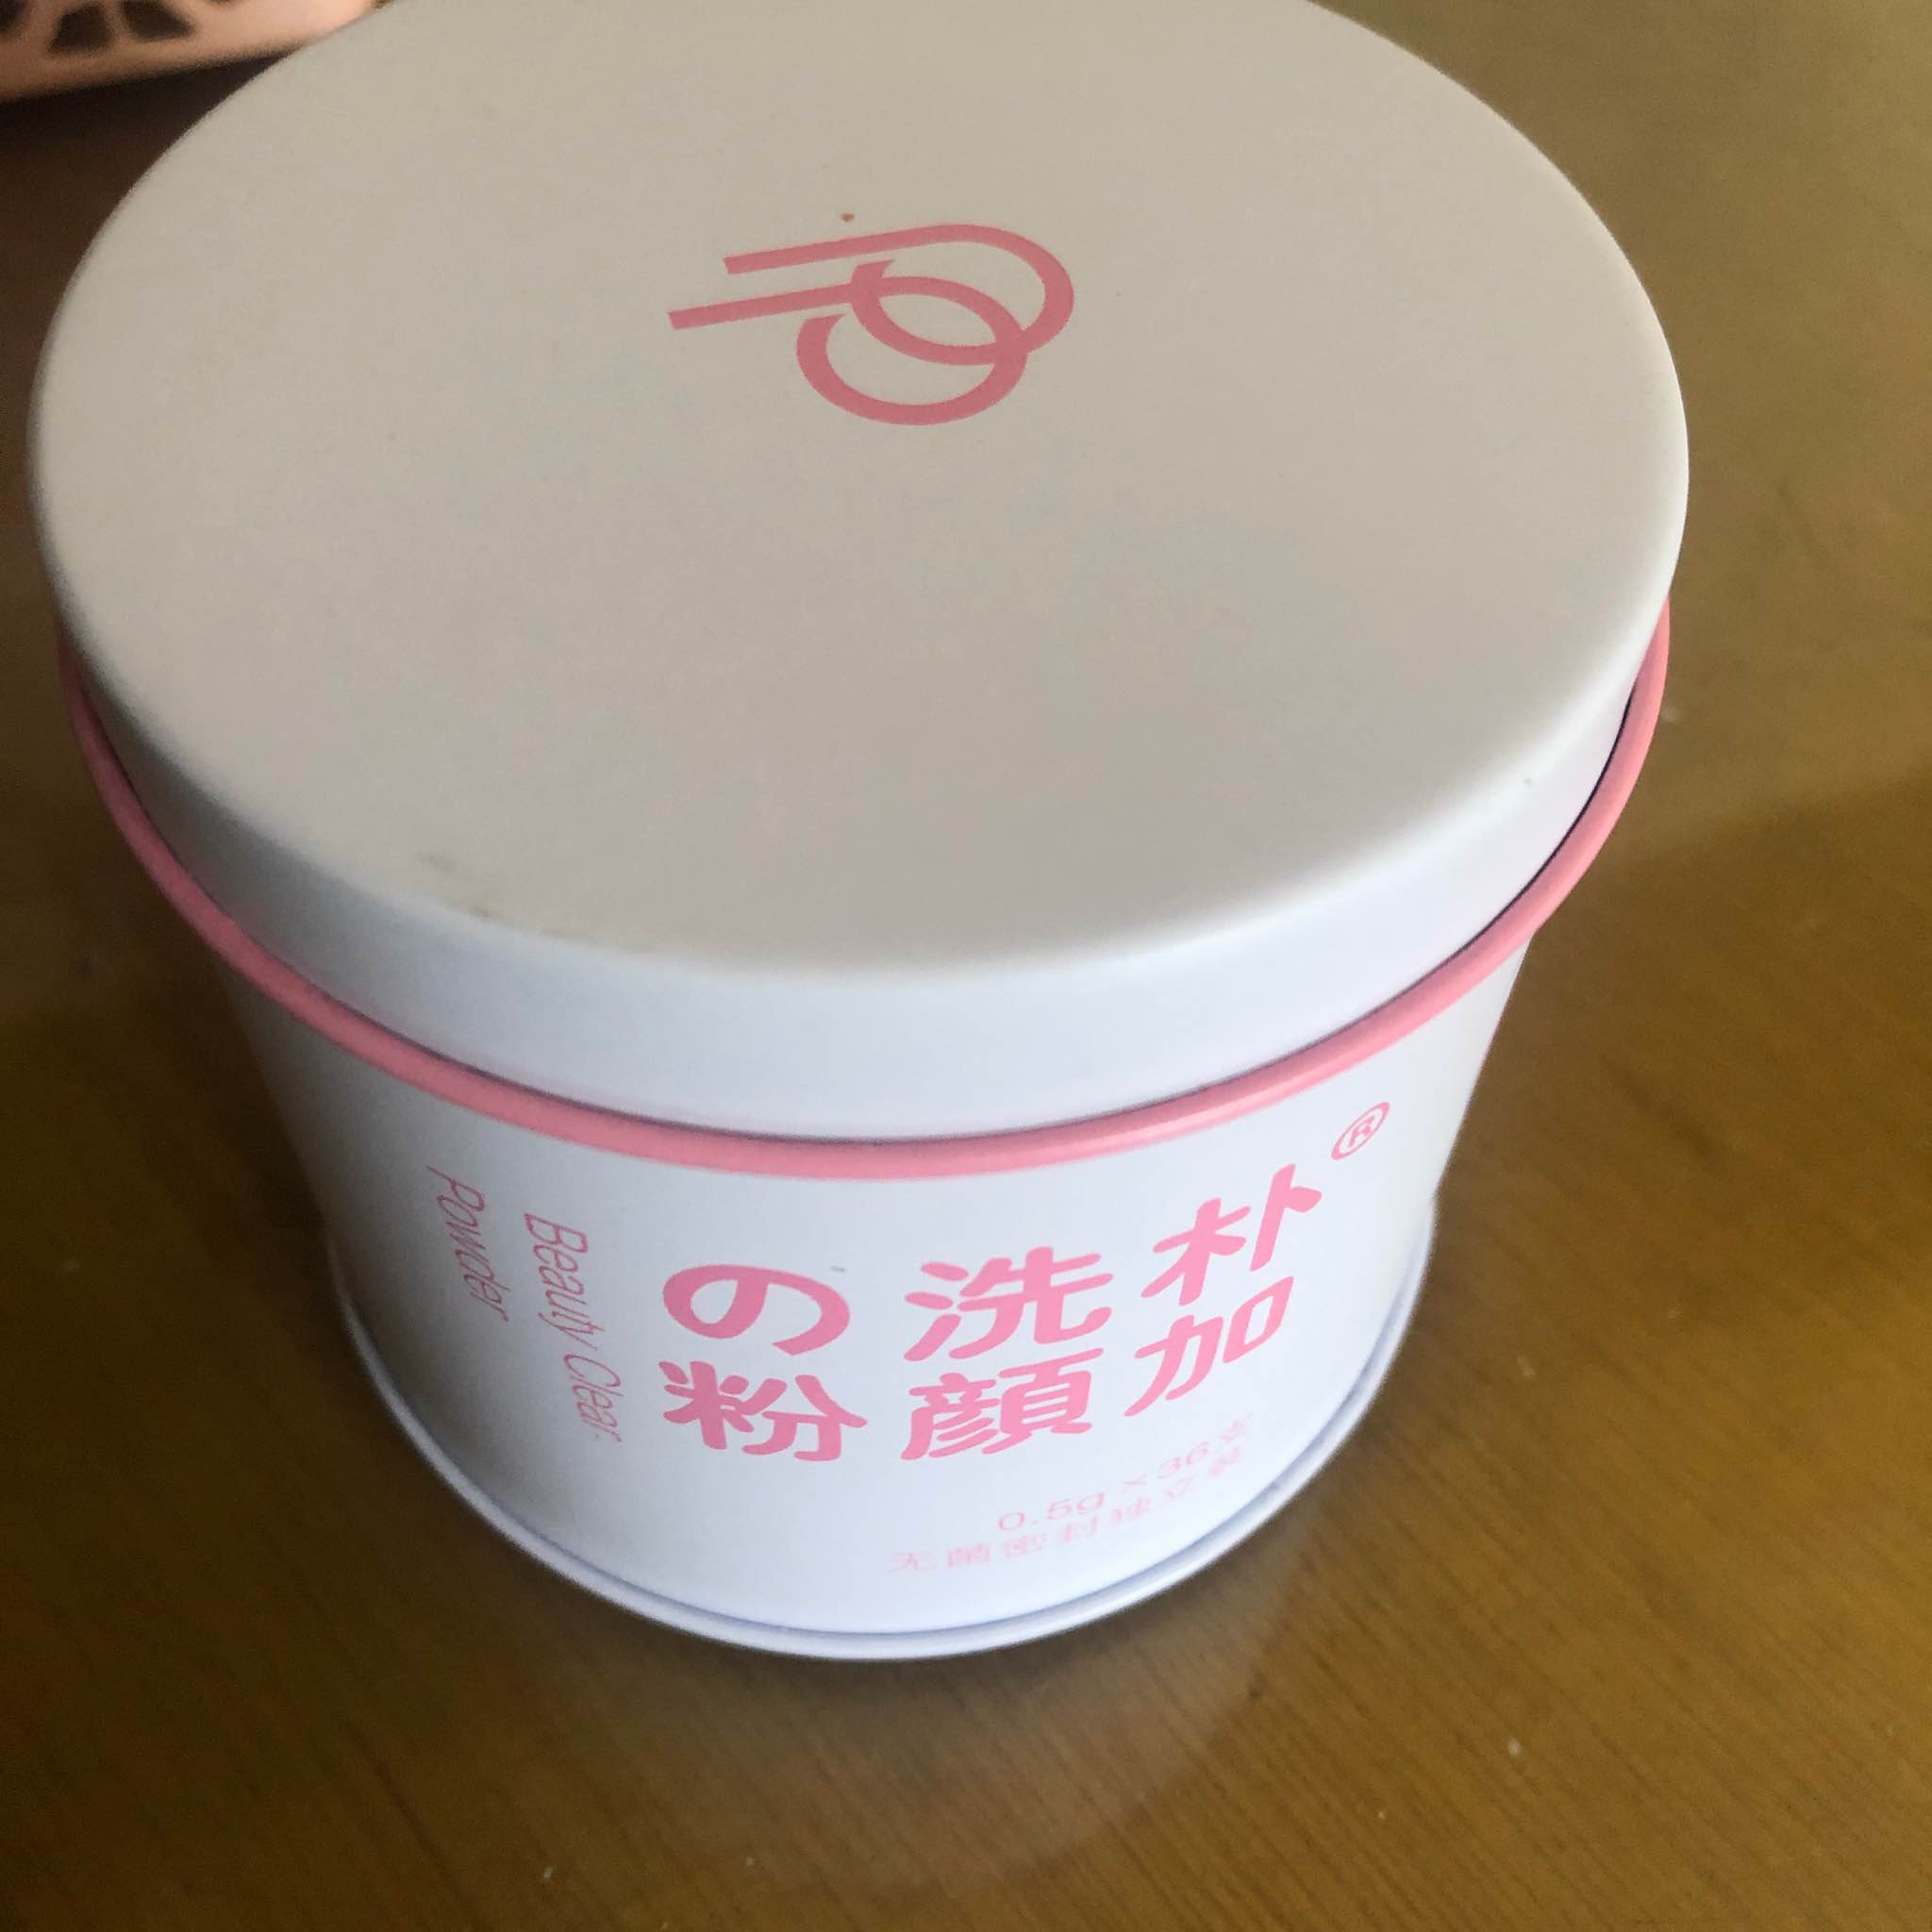 朴加®
洗顔
の粉
Beauty Clear
Powder
0.5g × 36支
无菌密封独立装